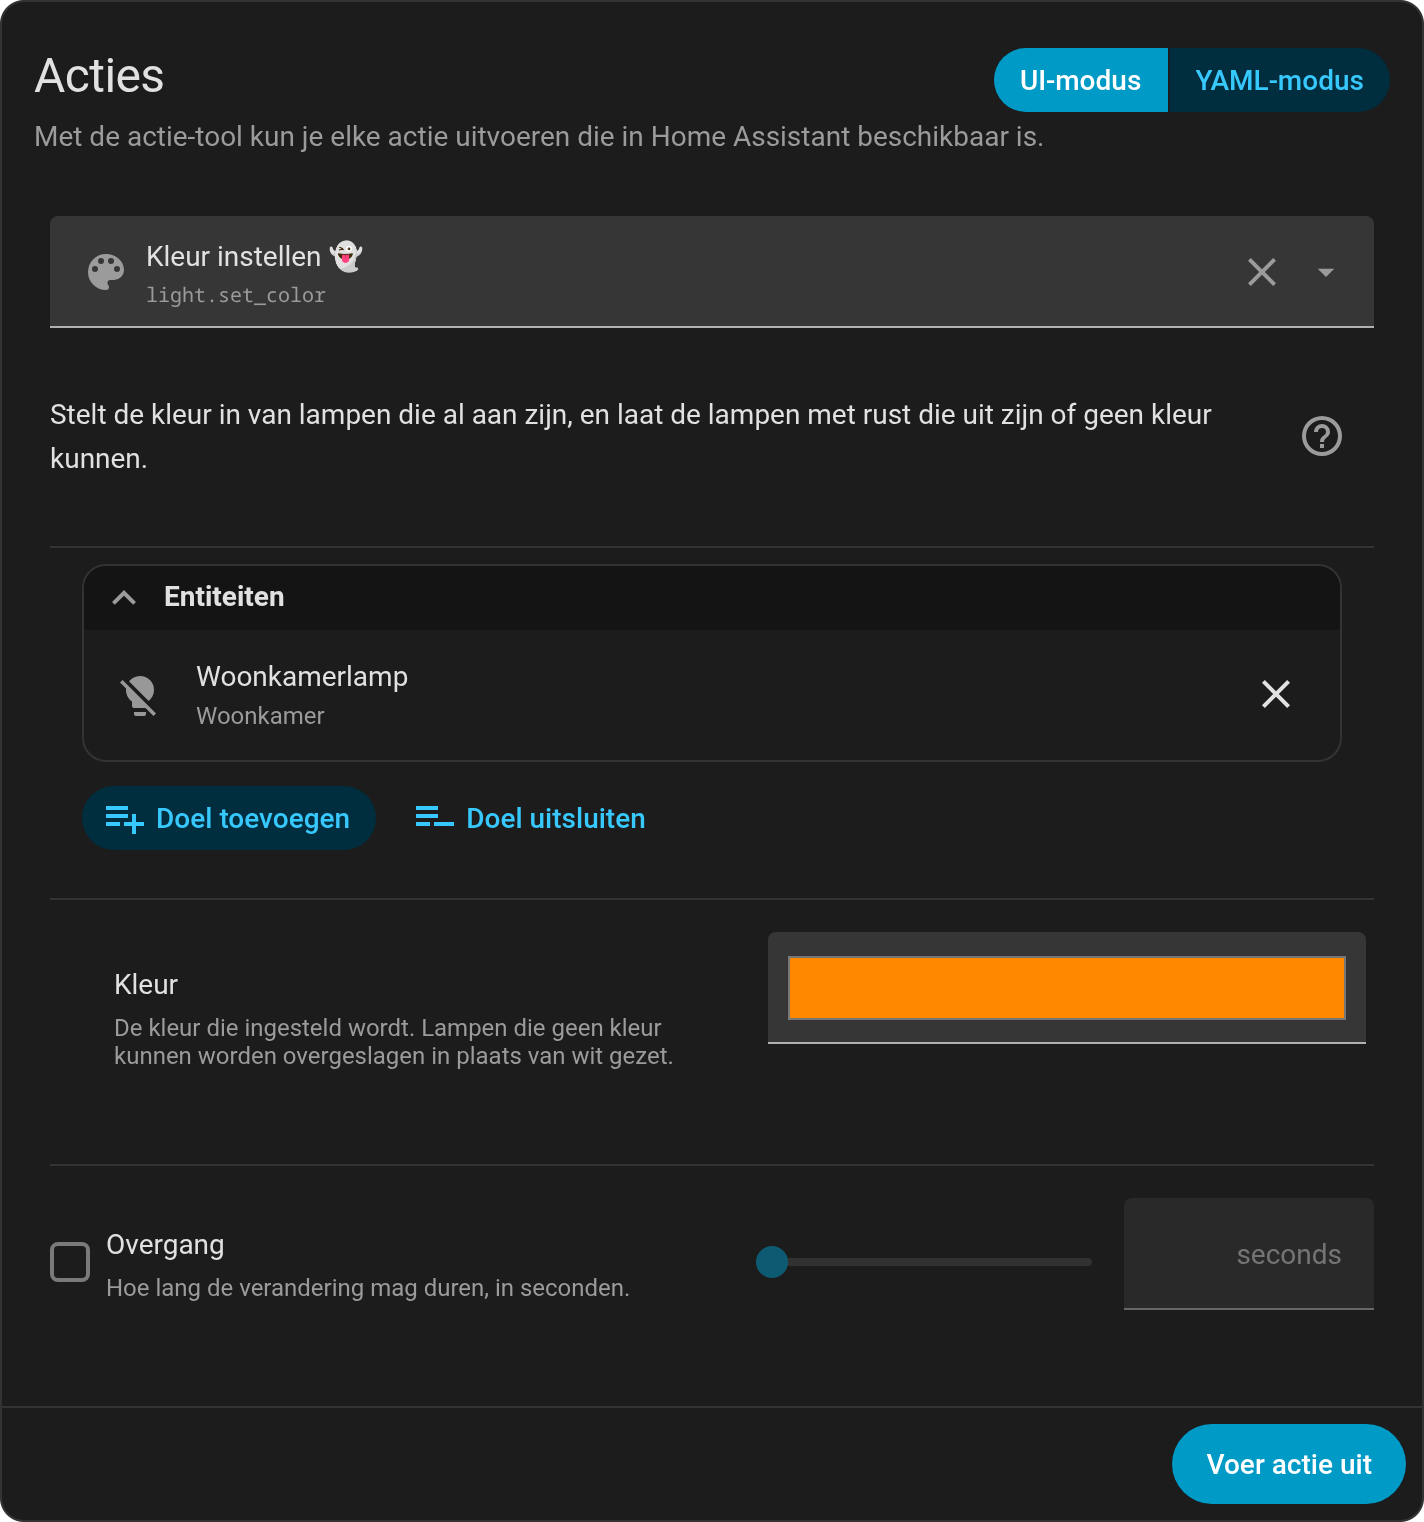 Acties
UI-modus
YAML-modus
Met de actie-tool kun je elke actie uitvoeren die in Home Assistant beschikbaar is.
Kleur instellen 👻
light.set_color
Stelt de kleur in van lampen die al aan zijn, en laat de lampen met rust die uit zijn of geen kleur
kunnen.
Entiteiten
Woonkamerlamp
Woonkamer
Doel toevoegen
Doel uitsluiten
Kleur
De kleur die ingesteld wordt. Lampen die geen kleur
kunnen worden overgeslagen in plaats van wit gezet.
Overgang
Hoe lang de verandering mag duren, in seconden.
seconds
Voer actie uit